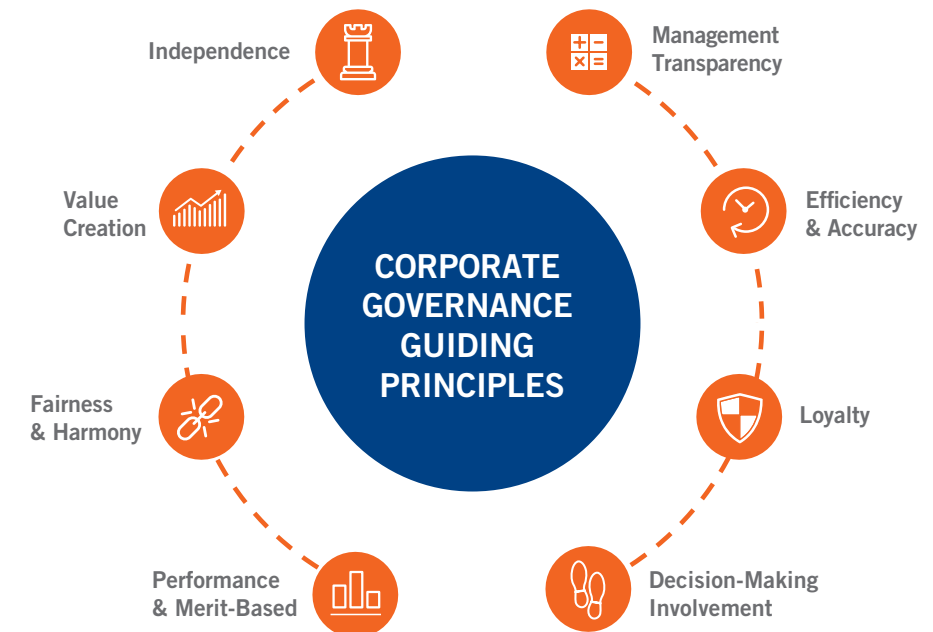 Independence
Management
Transparency
Value
Creation
Efficiency
& Accuracy
CORPORATE
GOVERNANCE
GUIDING
PRINCIPLES
Fairness
& Harmony
Loyalty
Performance
& Merit-Based
Decision-Making
Involvement